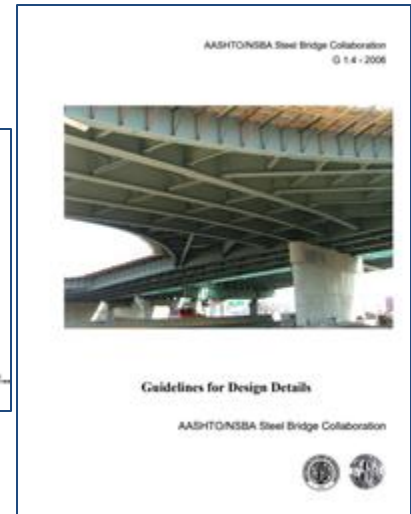 AASHTO/NSBA Steel Bridge Collaboration
G 1.4 - 2006
Guidelines for Design Details
AASHTO/NSBA Steel Bridge Collaboration